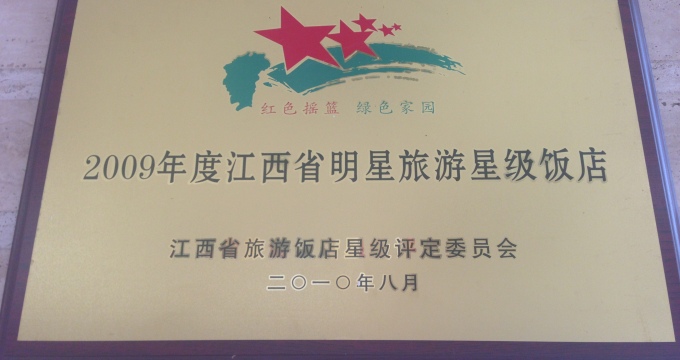 红色摇篮 绿色家园
2009年度江西省明星旅游星级饭店
江西省旅游饭店星级评定委员会
二〇一〇年八月